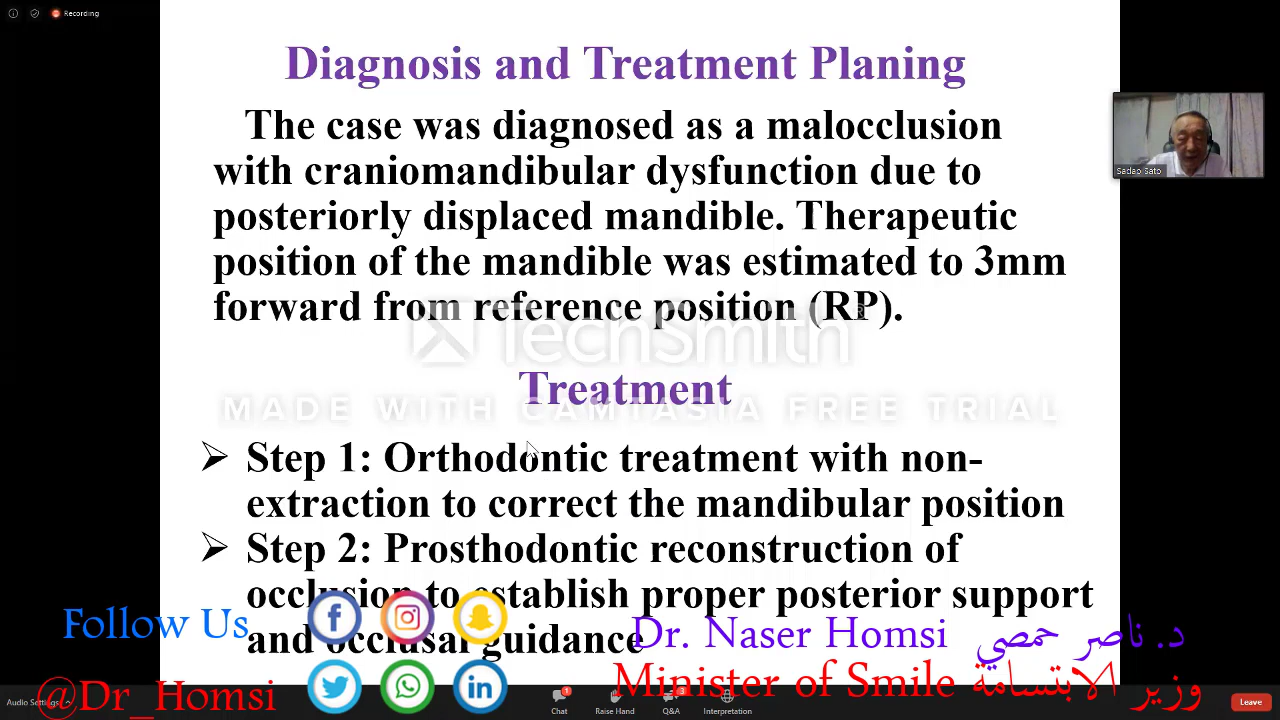 Recording
Diagnosis and Treatment Planing
The case was diagnosed as a malocclusion
with craniomandibular dysfunction due to
posteriorly displaced mandible. Therapeutic
position of the mandible was estimated to 3mm
forward from reference position (RP).
Sadao Sato
TechSmith®
Treatment
MADE WITH CAMTASIA FREE TRIAL
Step 1: Orthodontic treatment with non-
extraction to correct the mandibular position
Step 2: Prosthodontic reconstruction of
occlusion to establish proper posterior support
and occlusal guidance
Follow Us
@Dr_Homsi
Dr. Naser Homsi د. ناصر حمصي
Minister of Smile وزير الابتسامة
Audio Settings
Chat
1
Raise Hand
Q&A
3
Interpretation
Leave